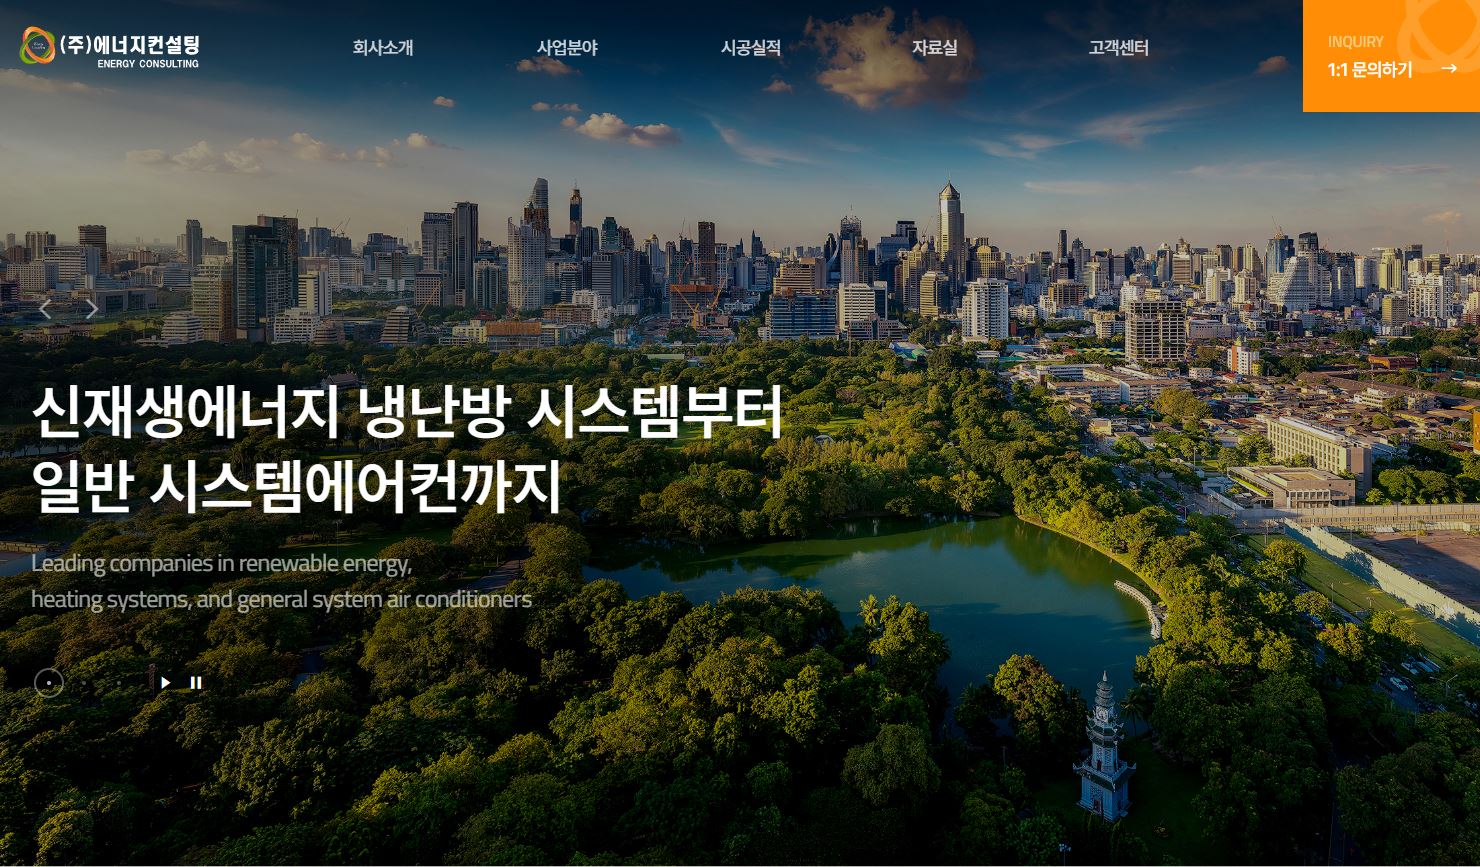 (주)에너지컨설팅
ENERGY CONSULTING
회사소개
사업분야
시공실적
자료실
고객센터
INQUIRY
1:1 문의하기
신재생에너지 냉난방 시스템부터
일반 시스템에어컨까지
Leading companies in renewable energy,
heating systems, and general system air conditioners